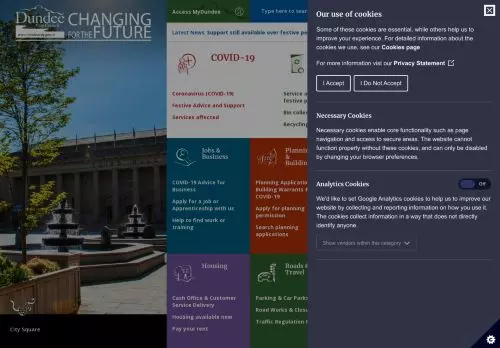 Dundee
CHANGING
FOR THE FUTURE
City Square
Access MyDundee
Type here to sear
Latest News: Support still available over festive pe
COVID-19
Coronavirus (COVID-19)
Festive Advice and Support
Services affected
Service a
festive p
Bin colle
Recycling
Jobs &
Business
COVID-19 Advice for
Business
Apply for a job or
Apprenticeship with us
Help to find work or
training
Plannin
& 
Buildin
Planning Applicatio
Building Warrants f
COVID-19
Apply for planning
permission
Search planning
applications
Housing
Cash Office & Customer
Service Delivery
Housing available now
Pay your rent
Roads &
Travel
Parking & Car Parks
Road Works & Closu
Traffic Regulation
Our use of cookies
Some of these cookies are essential, while others help us to
improve your experience. For detailed information about the
cookies we use, see our Cookies page
For more information visit our Privacy Statement
I Accept
I Do Not Accept
Necessary Cookies
Necessary cookies enable core functionality such as page
navigation and access to secure areas. The website cannot
function properly without these cookies, and can only be disabled
by changing your browser preferences.
Analytics Cookies
Off
We'd like to set Google Analytics cookies to help us to improve our
website by collecting and reporting information on how you use it.
The cookies collect information in a way that does not directly
identify anyone.
Show vendors within this category